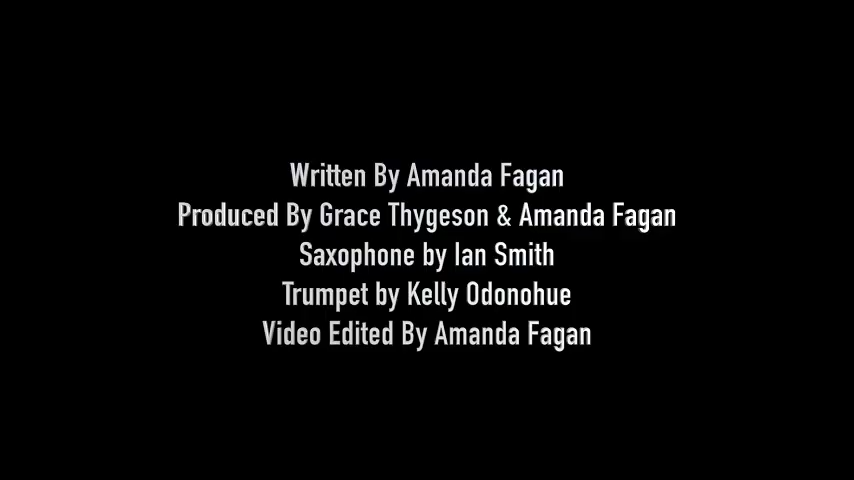 Written By Amanda Fagan
Produced By Grace Thygeson & Amanda Fagan
Saxophone by Ian Smith
Trumpet by Kelly Odonohue
Video Edited By Amanda Fagan